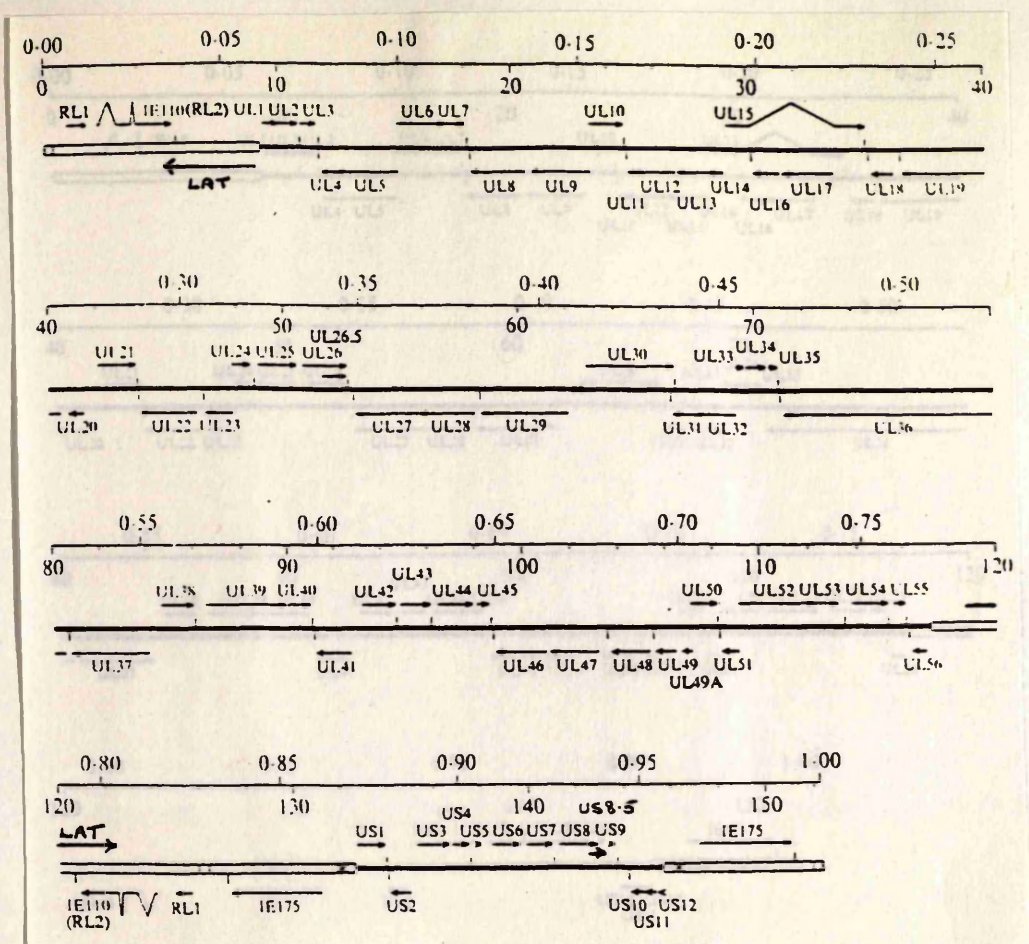 0·00 0·05 0·10 0·15 0·20 0·25
0 10 20 30 40
RL1 IE110(RL2) UL1 UL2 UL3 UL6 UL7 UL10 UL15
LAT UL4 UL5 UL8 UL9 UL11 UL12 UL13 UL14 UL16 UL17 UL18 UL19
0·30 0·35 0·40 0·45 0·50
40 50 60 70
UL21 UL24 UL25 UL26 UL26.5 UL30 UL33 UL34 UL35
UL20 UL22 UL23 UL27 UL28 UL29 UL31 UL32 UL36
0·55 0·60 0·65 0·70 0·75
80 90 100 110 120
UL38 UL39 UL40 UL42 UL43 UL44 UL45 UL50 UL52 UL53 UL54 UL55
UL37 UL41 UL46 UL47 UL48 UL49 UL49A UL51 UL56
0·80 0·85 0·90 0·95 1·00
120 130 140 150
LAT US1 US3 US4 US5 US6 US7 US8 US8·5 US9 IE175
IE110 (RL2) RL1 IE175 US2 US10 US11 US12